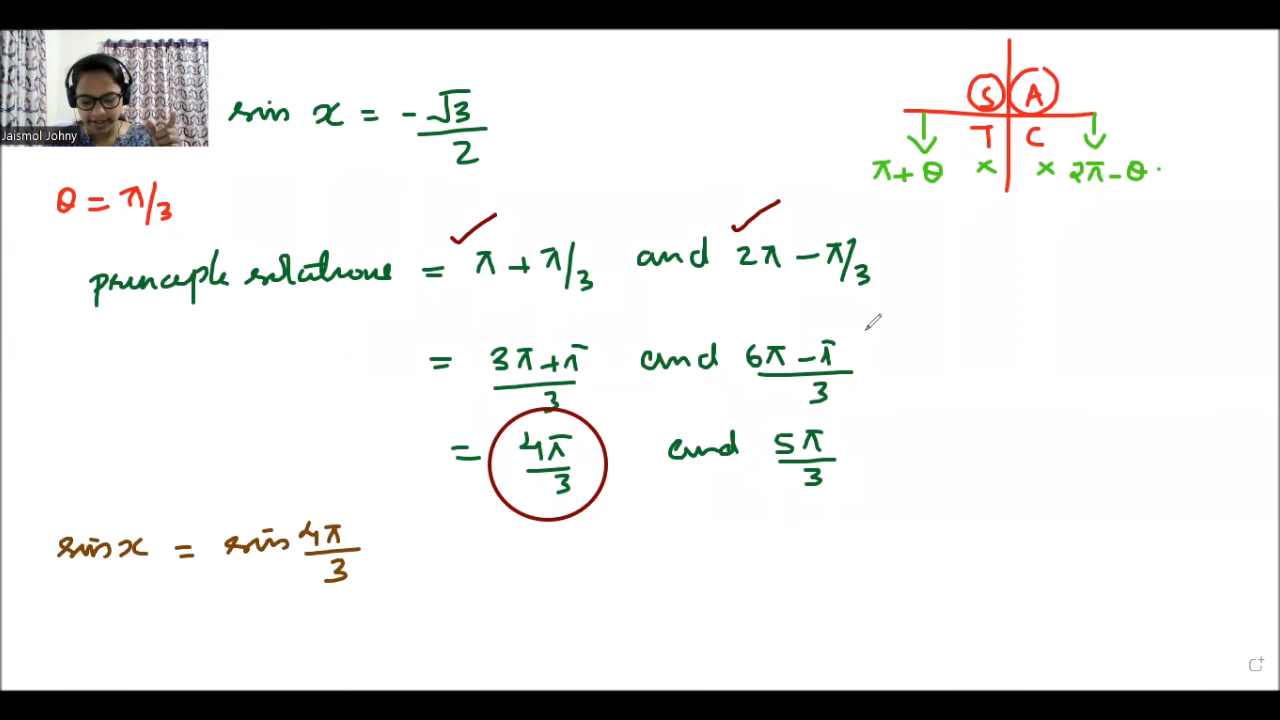 Jaismol Johny
sin x = -√3/2
S A
T C
π+θ × × 2π-θ.
θ = π/3
principle solutions = π + π/3 and 2π - π/3
= 3π+π/3 and 6π-π/3
= 4π/3 and 5π/3
sin x = sin 4π/3